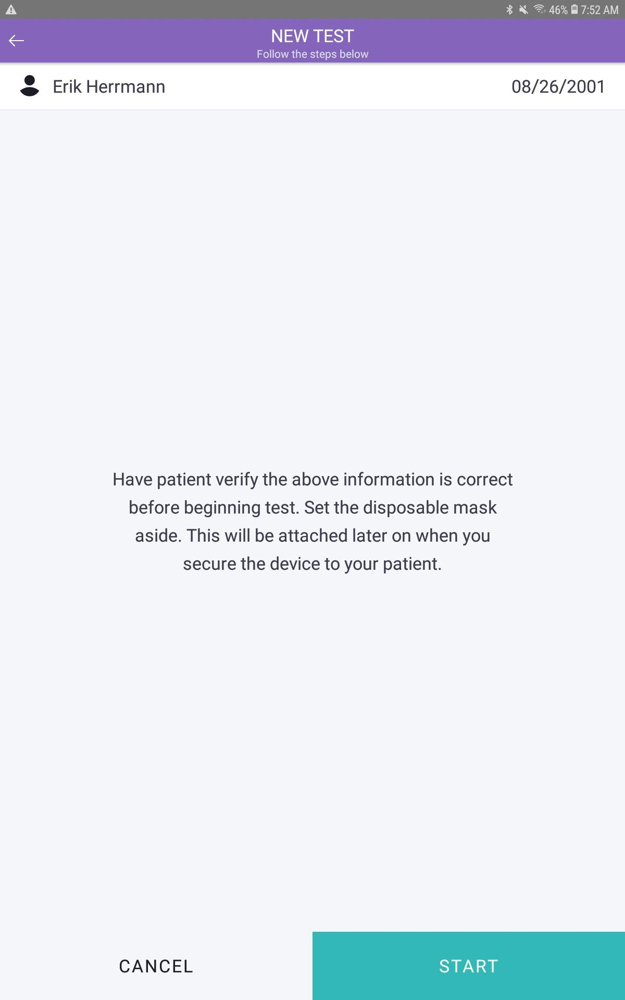 46% 7:52 AM
NEW TEST
Follow the steps below
Erik Herrmann 08/26/2001
Have patient verify the above information is correct
before beginning test. Set the disposable mask
aside. This will be attached later on when you
secure the device to your patient.
CANCEL START